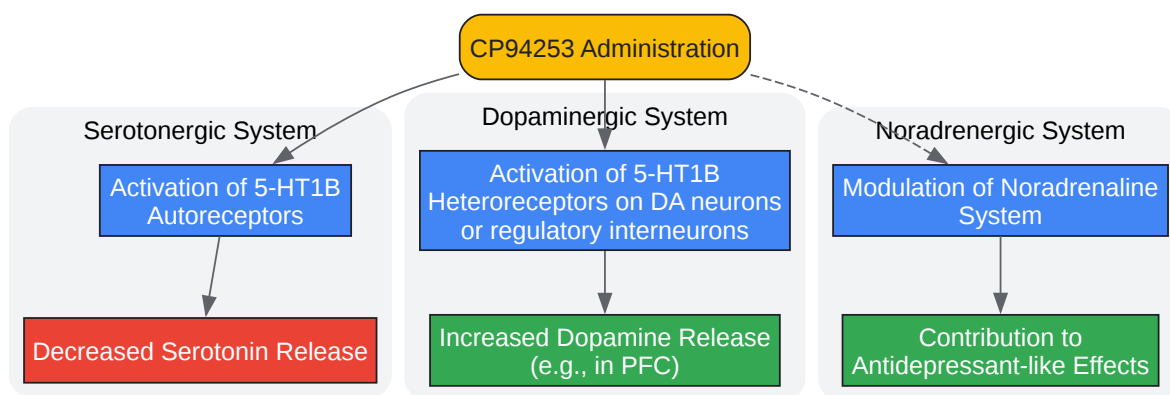 CP94253 Administration
Serotonergic System
Activation of 5-HT1B
Autoreceptors
Decreased Serotonin Release
Dopaminergic System
Activation of 5-HT1B
Heteroreceptors on DA neurons
or regulatory interneurons
Increased Dopamine Release
(e.g., in PFC)
Noradrenergic System
Modulation of Noradrenaline
System
Contribution to
Antidepressant-like Effects